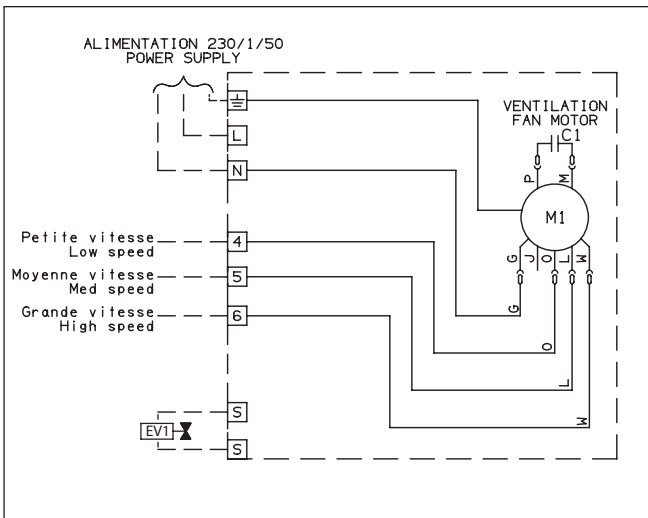 ALIMENTATION 230/1/50
POWER SUPPLY
VENTILATION
FAN MOTOR
C1
L
N
P
M
M1
Petite vitesse
Low speed
4
Moyenne vitesse
Med speed
5
Grande vitesse
High speed
6
G
J
O
L
W
G
O
L
W
S
EV1
S